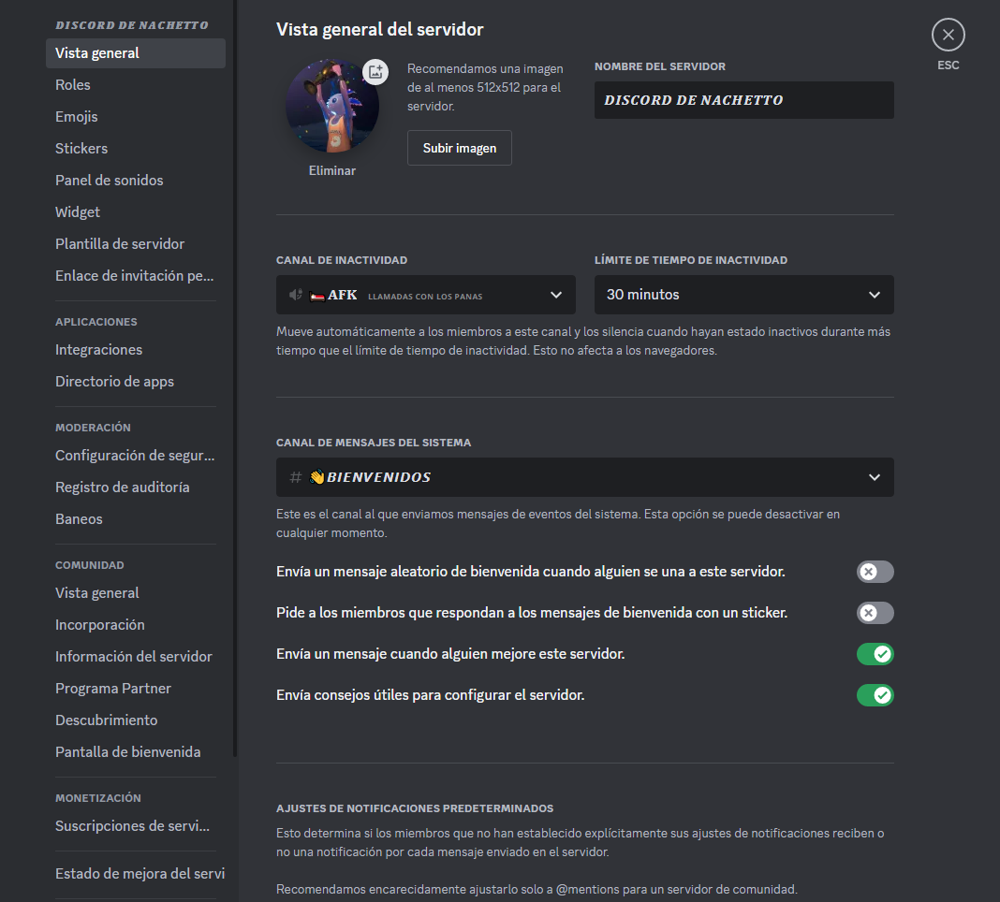 DISCORD DE NACHETTO
Vista general
Roles
Emojis
Stickers
Panel de sonidos
Widget
Plantilla de servidor
Enlace de invitación pe...
APLICACIONES
Integraciones
Directorio de apps
MODERACIÓN
Configuración de segur...
Registro de auditoría
Baneos
COMUNIDAD
Vista general
Incorporación
Información del servidor
Programa Partner
Descubrimiento
Pantalla de bienvenida
MONETIZACIÓN
Suscripciones de servi...
Estado de mejora del servi
Vista general del servidor
Recomendamos una imagen
de al menos 512x512 para el
servidor.
Subir imagen
Eliminar
NOMBRE DEL SERVIDOR
DISCORD DE NACHETTO
ESC
CANAL DE INACTIVIDAD
🛏️ AFK LLAMADAS CON LOS PANAS
LÍMITE DE TIEMPO DE INACTIVIDAD
30 minutos
Mueve automáticamente a los miembros a este canal y los silencia cuando hayan estado inactivos durante más
tiempo que el límite de tiempo de inactividad. Esto no afecta a los navegadores.
CANAL DE MENSAJES DEL SISTEMA
# 👋BIENVENIDOS
Este es el canal al que enviamos mensajes de eventos del sistema. Esta opción se puede desactivar en
cualquier momento.
Envía un mensaje aleatorio de bienvenida cuando alguien se una a este servidor.
Pide a los miembros que respondan a los mensajes de bienvenida con un sticker.
Envía un mensaje cuando alguien mejore este servidor.
Envía consejos útiles para configurar el servidor.
AJUSTES DE NOTIFICACIONES PREDETERMINADOS
Esto determina si los miembros que no han establecido explícitamente sus ajustes de notificaciones reciben o
no una notificación por cada mensaje enviado en el servidor.
Recomendamos encarecidamente ajustarlo solo a @mentions para un servidor de comunidad.